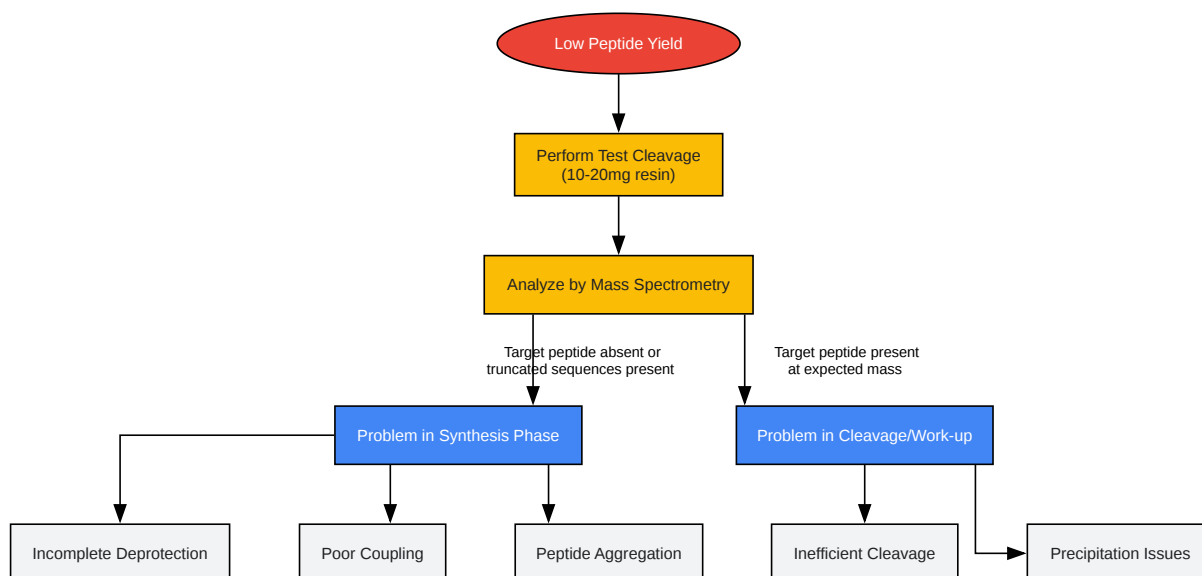 Low Peptide Yield
Perform Test Cleavage
(10-20mg resin)
Analyze by Mass Spectrometry
Target peptide absent or
truncated sequences present
Target peptide present
at expected mass
Problem in Synthesis Phase
Problem in Cleavage/Work-up
Incomplete Deprotection
Poor Coupling
Peptide Aggregation
Inefficient Cleavage
Precipitation Issues